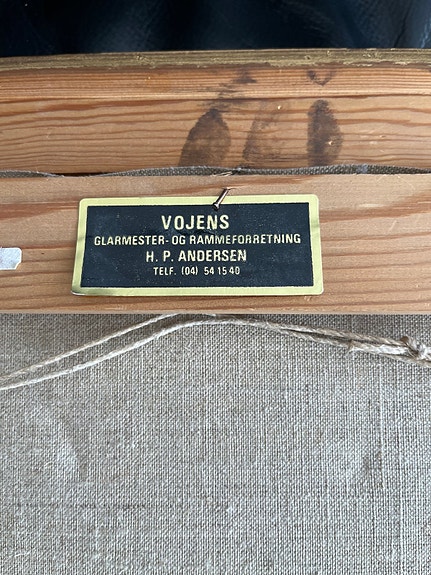 VOJENS
GLARMESTER- OG RAMMEFORRETNING
H. P. ANDERSEN
TELF. (04) 54 15 40